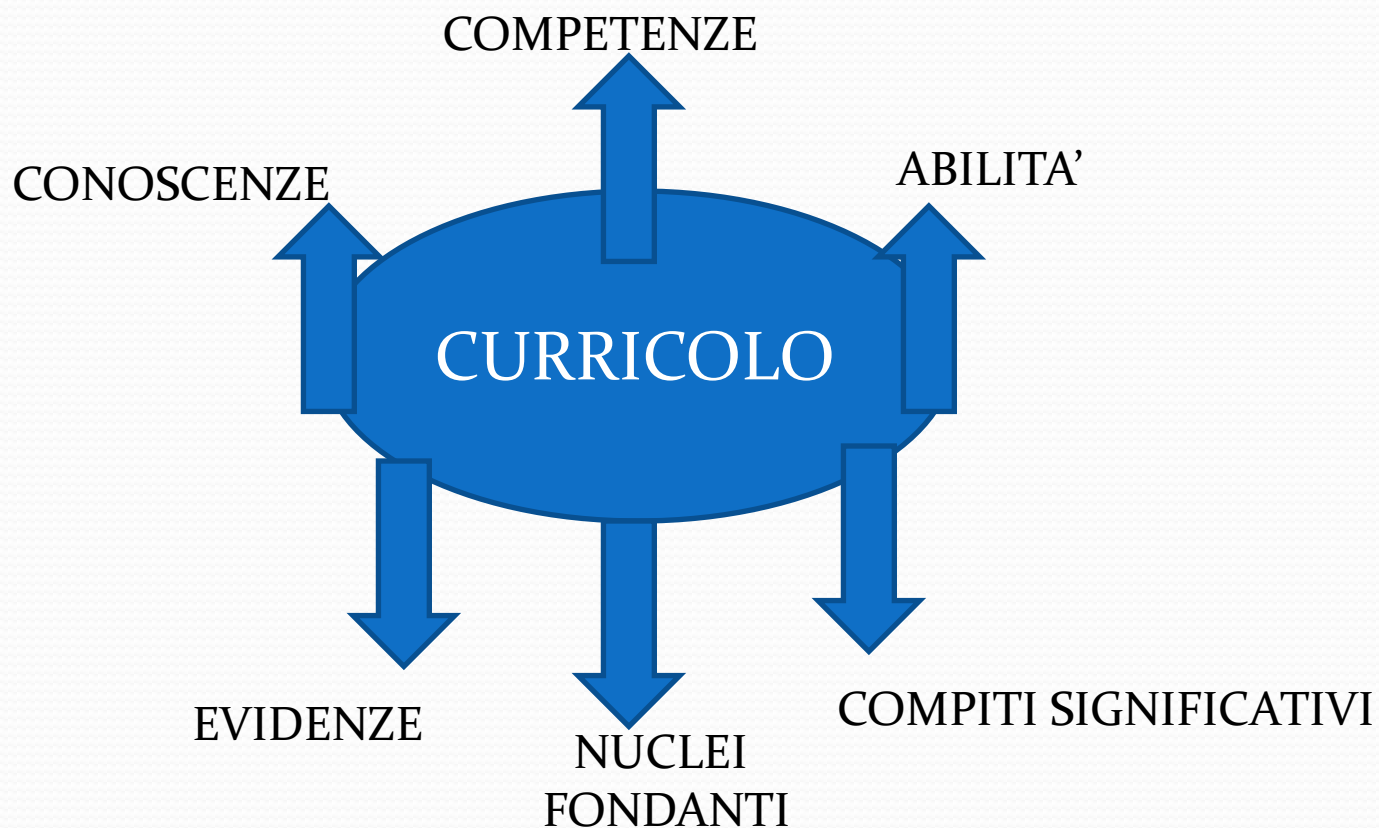 COMPETENZE
CONOSCENZE
ABILITA’
CURRICOLO
EVIDENZE
NUCLEI
FONDANTI
COMPITI SIGNIFICATIVI